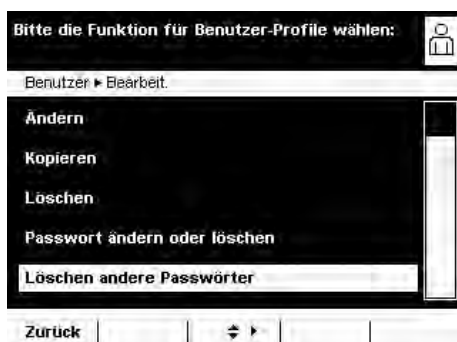 Bitte die Funktion für Benutzer-Profile wählen:
Benutzer ▸ Bearbeit.
Ändern
Kopieren
Löschen
Passwort ändern oder löschen
Löschen andere Passwörter
Zurück